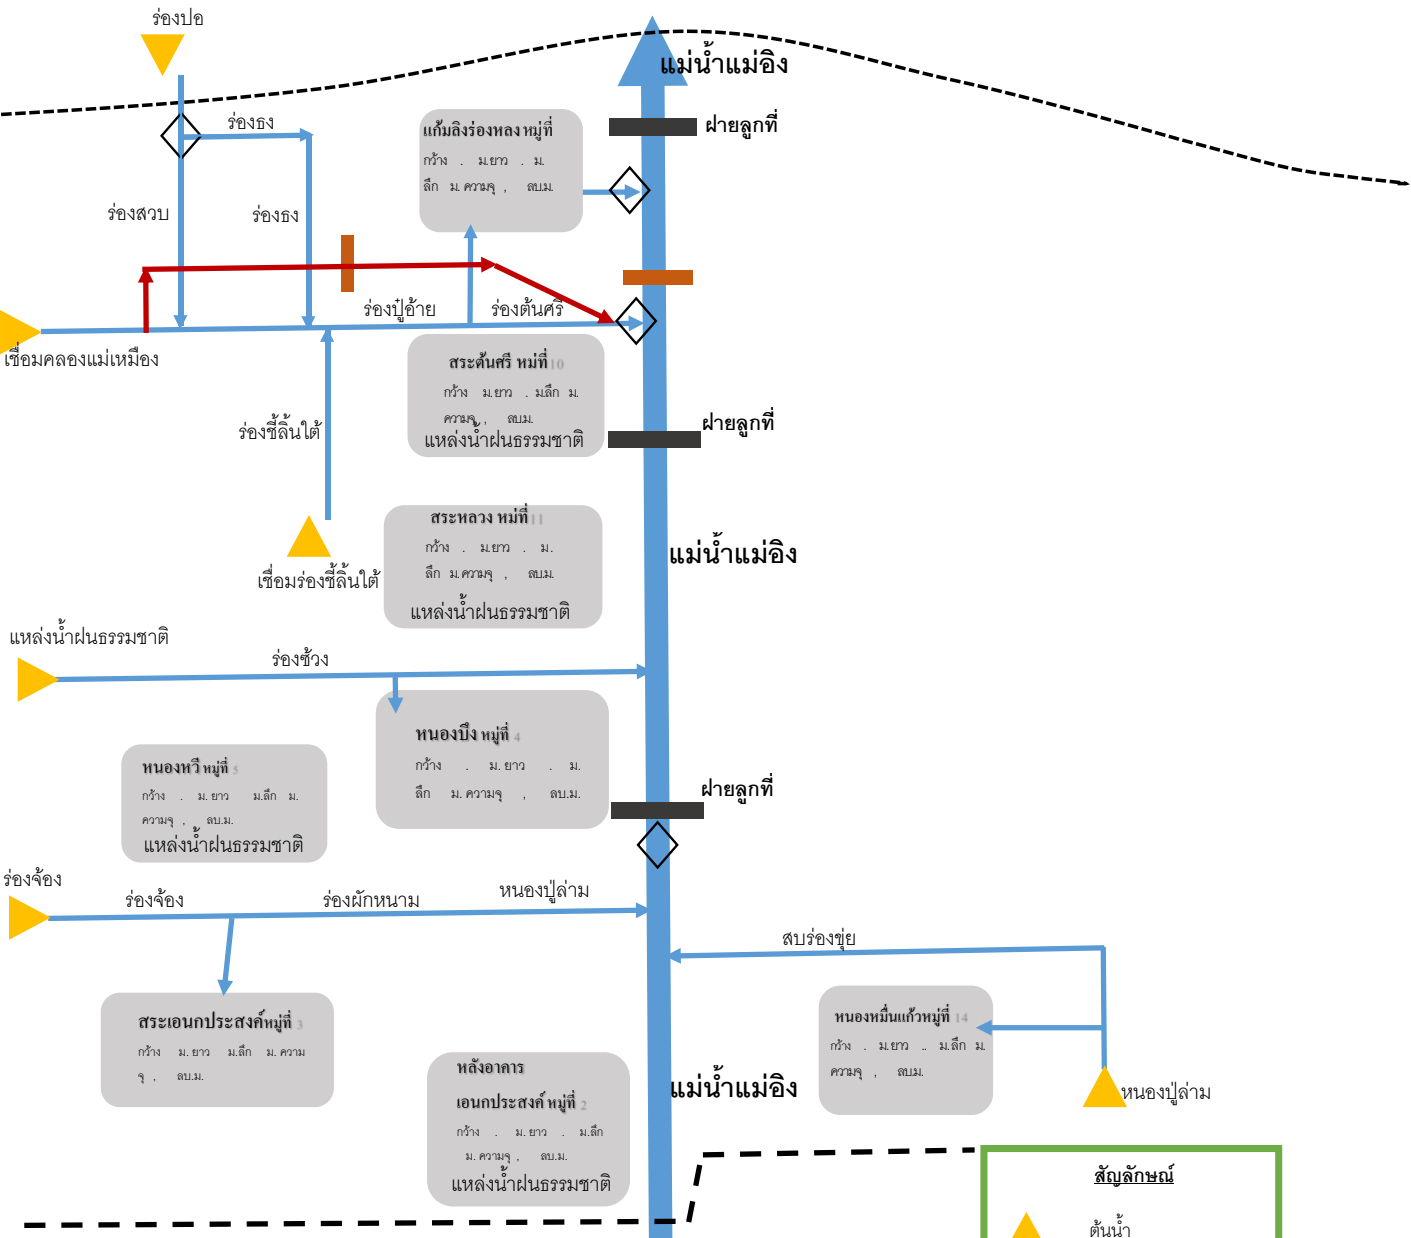 ร่องปอ
แม่น้ำแม่อิง
ร่องธง
แก้มลิงร่องหลง หมู่ที่
กว้าง . ม.ยาว . ม.
ลึก ม. ความจุ , ลบ.ม.
ฝายลูกที่
ร่องสวบ
ร่องธง
ร่องปู่อ้าย
ร่องต้นศรี
เชื่อมคลองแม่เหมือง
สระต้นศรี หมู่ที่ 10
กว้าง ม.ยาว . ม.ลึก ม.
ความจุ , ลบ.ม.
แหล่งน้ำฝนธรรมชาติ
ฝายลูกที่
ร่องชี้ลิ้นใต้
สระหลวง หมู่ที่ 11
กว้าง . ม.ยาว . ม.
ลึก ม. ความจุ , ลบ.ม.
แหล่งน้ำฝนธรรมชาติ
แม่น้ำแม่อิง
เชื่อมร่องชี้ลิ้นใต้
แหล่งน้ำฝนธรรมชาติ
ร่องช้วง
หนองบึง หมู่ที่ 4
กว้าง . ม. ยาว . ม.
ลึก ม. ความจุ , ลบ.ม.
หนองหวี หมู่ที่ 5
กว้าง . ม. ยาว ม.ลึก ม.
ความจุ , ลบ.ม.
แหล่งน้ำฝนธรรมชาติ
ฝายลูกที่
ร่องจ้อง
ร่องจ้อง
ร่องผักหนาม
หนองปู่ล่าม
สบร่องขุ่ย
สระเอนกประสงค์หมู่ที่ 3
กว้าง ม. ยาว ม.ลึก ม. ความ
จุ , ลบ.ม.
หนองหมื่นแก้วหมู่ที่ 14
กว้าง . ม.ยาว .. ม.ลึก ม.
ความจุ , ลบ.ม.
หลังอาคาร
เอนกประสงค์ หมู่ที่ 2
กว้าง . ม. ยาว . ม.ลึก
ม. ความจุ , ลบ.ม.
แหล่งน้ำฝนธรรมชาติ
แม่น้ำแม่อิง
หนองปู่ล่าม
สัญลักษณ์
ต้นน้ำ